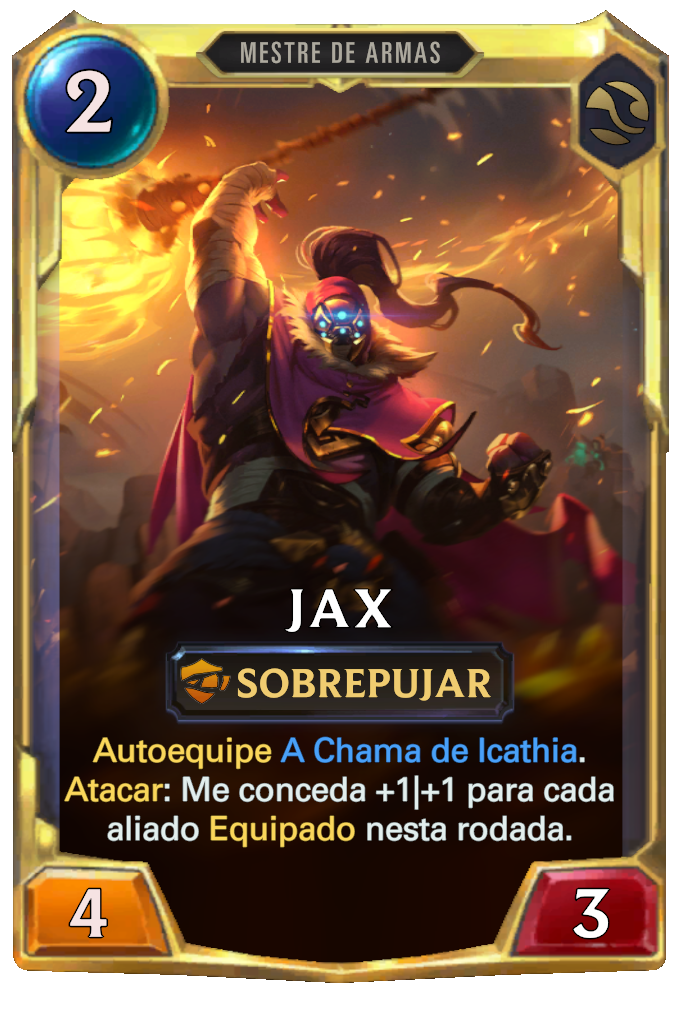 MESTRE DE ARMAS
2
JAX
SOBREPUJAR
Autoequipe A Chama de Icathia.
Atacar: Me conceda +1|+1 para cada
aliado Equipado nesta rodada.
4
3